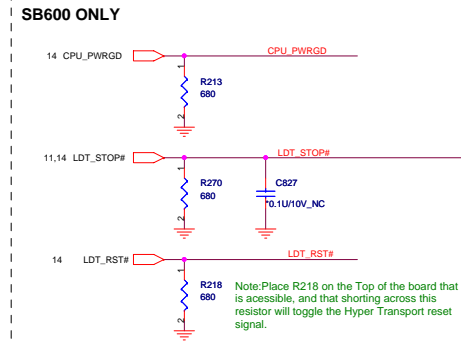 SB600 ONLY
14 CPU_PWRGD
CPU_PWRGD
1
R213
680
2
11,14 LDT_STOP#
LDT_STOP#
1
R270
680
C827
*0.1U/10V_NC
2
14 LDT_RST#
LDT_RST#
1
R218
680
2
Note:Place R218 on the Top of the board that
is acessible, and that shorting across this
resistor will toggle the Hyper Transport reset
signal.